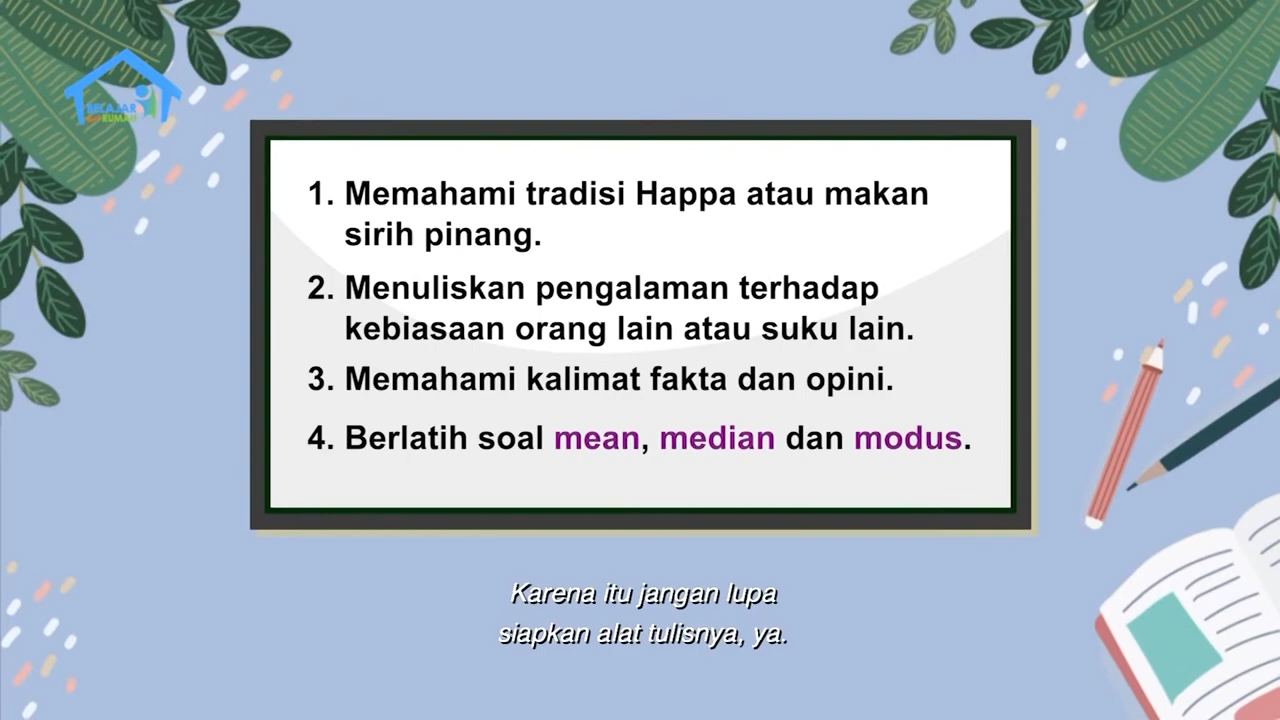 BELAJAR
RUMAH
1. Memahami tradisi Happa atau makan
sirih pinang.
2. Menuliskan pengalaman terhadap
kebiasaan orang lain atau suku lain.
3. Memahami kalimat fakta dan opini.
4. Berlatih soal mean, median dan modus.
Karena itu jangan lupa
siapkan alat tulisnya, ya.